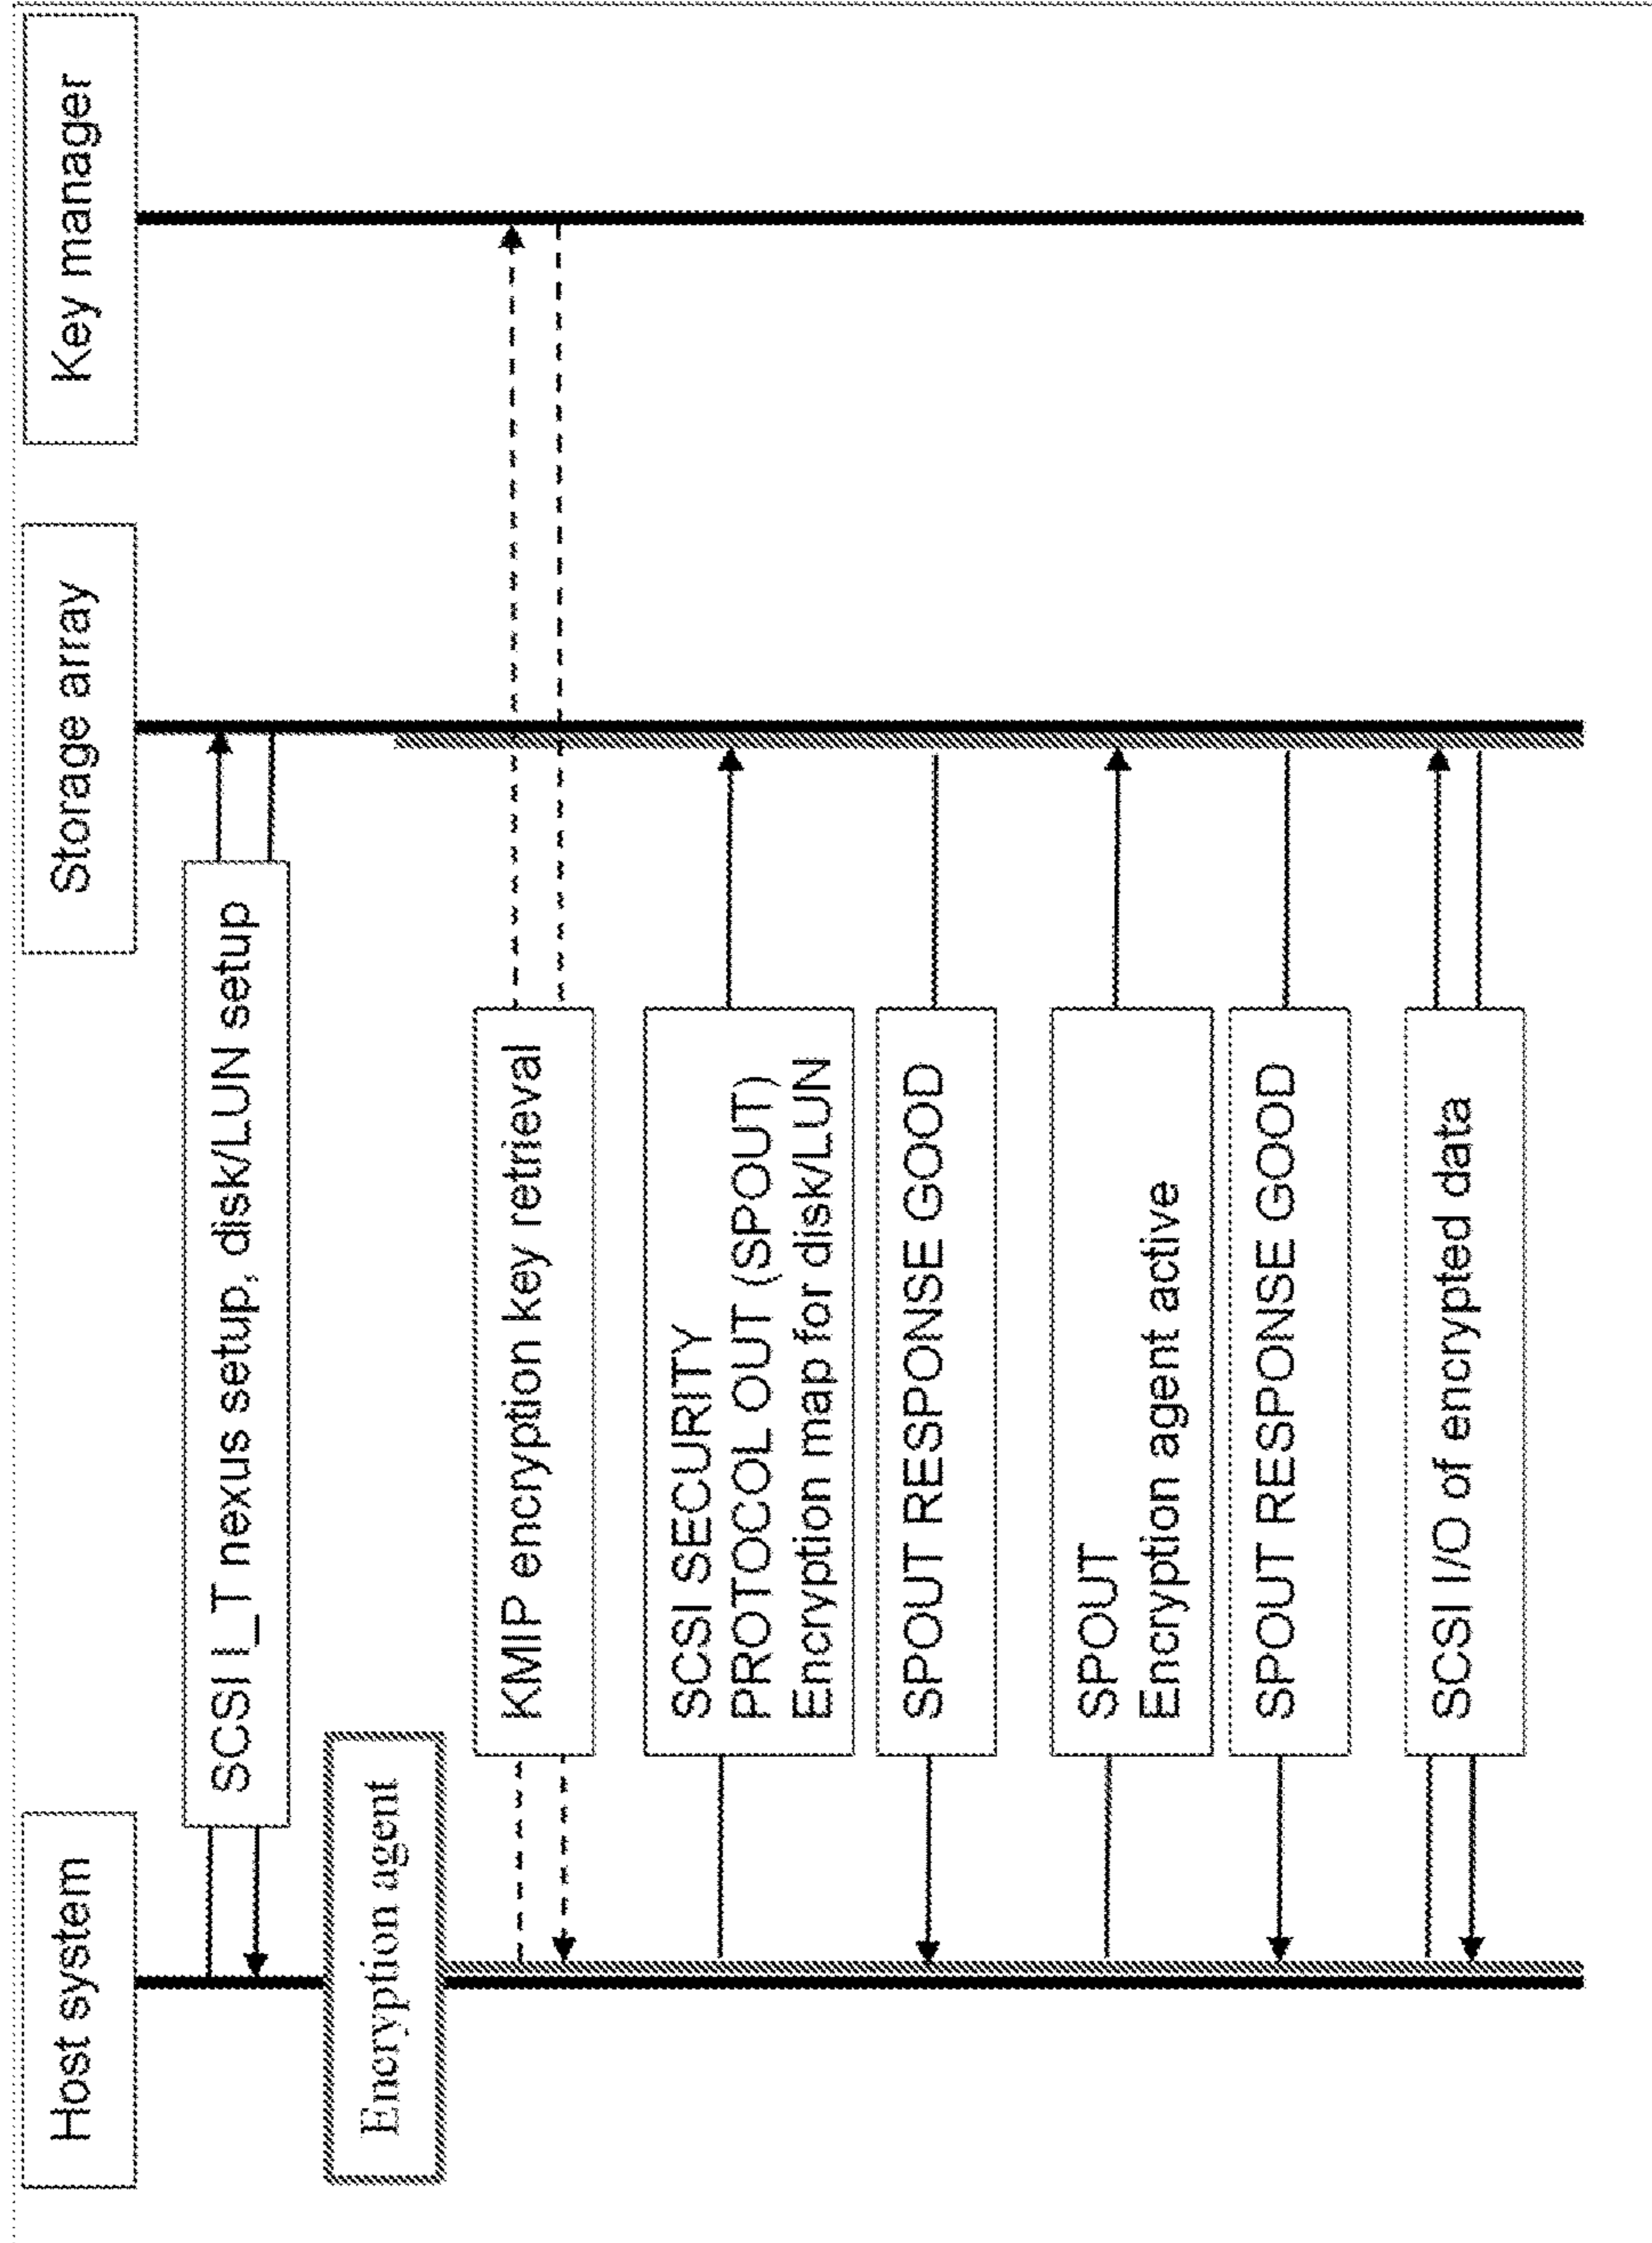 Host system
Storage array
Key manager
SCSI I_T nexus setup, disk/LUN setup
Encryption agent
KMIP encryption key retrieval
SCSI SECURITY
PROTOCOL OUT (SPOUT)
Encryption map for disk/LUN
SPOUT RESPONSE GOOD
SPOUT
Encryption agent active
SPOUT RESPONSE GOOD
SCSI I/O of encrypted data